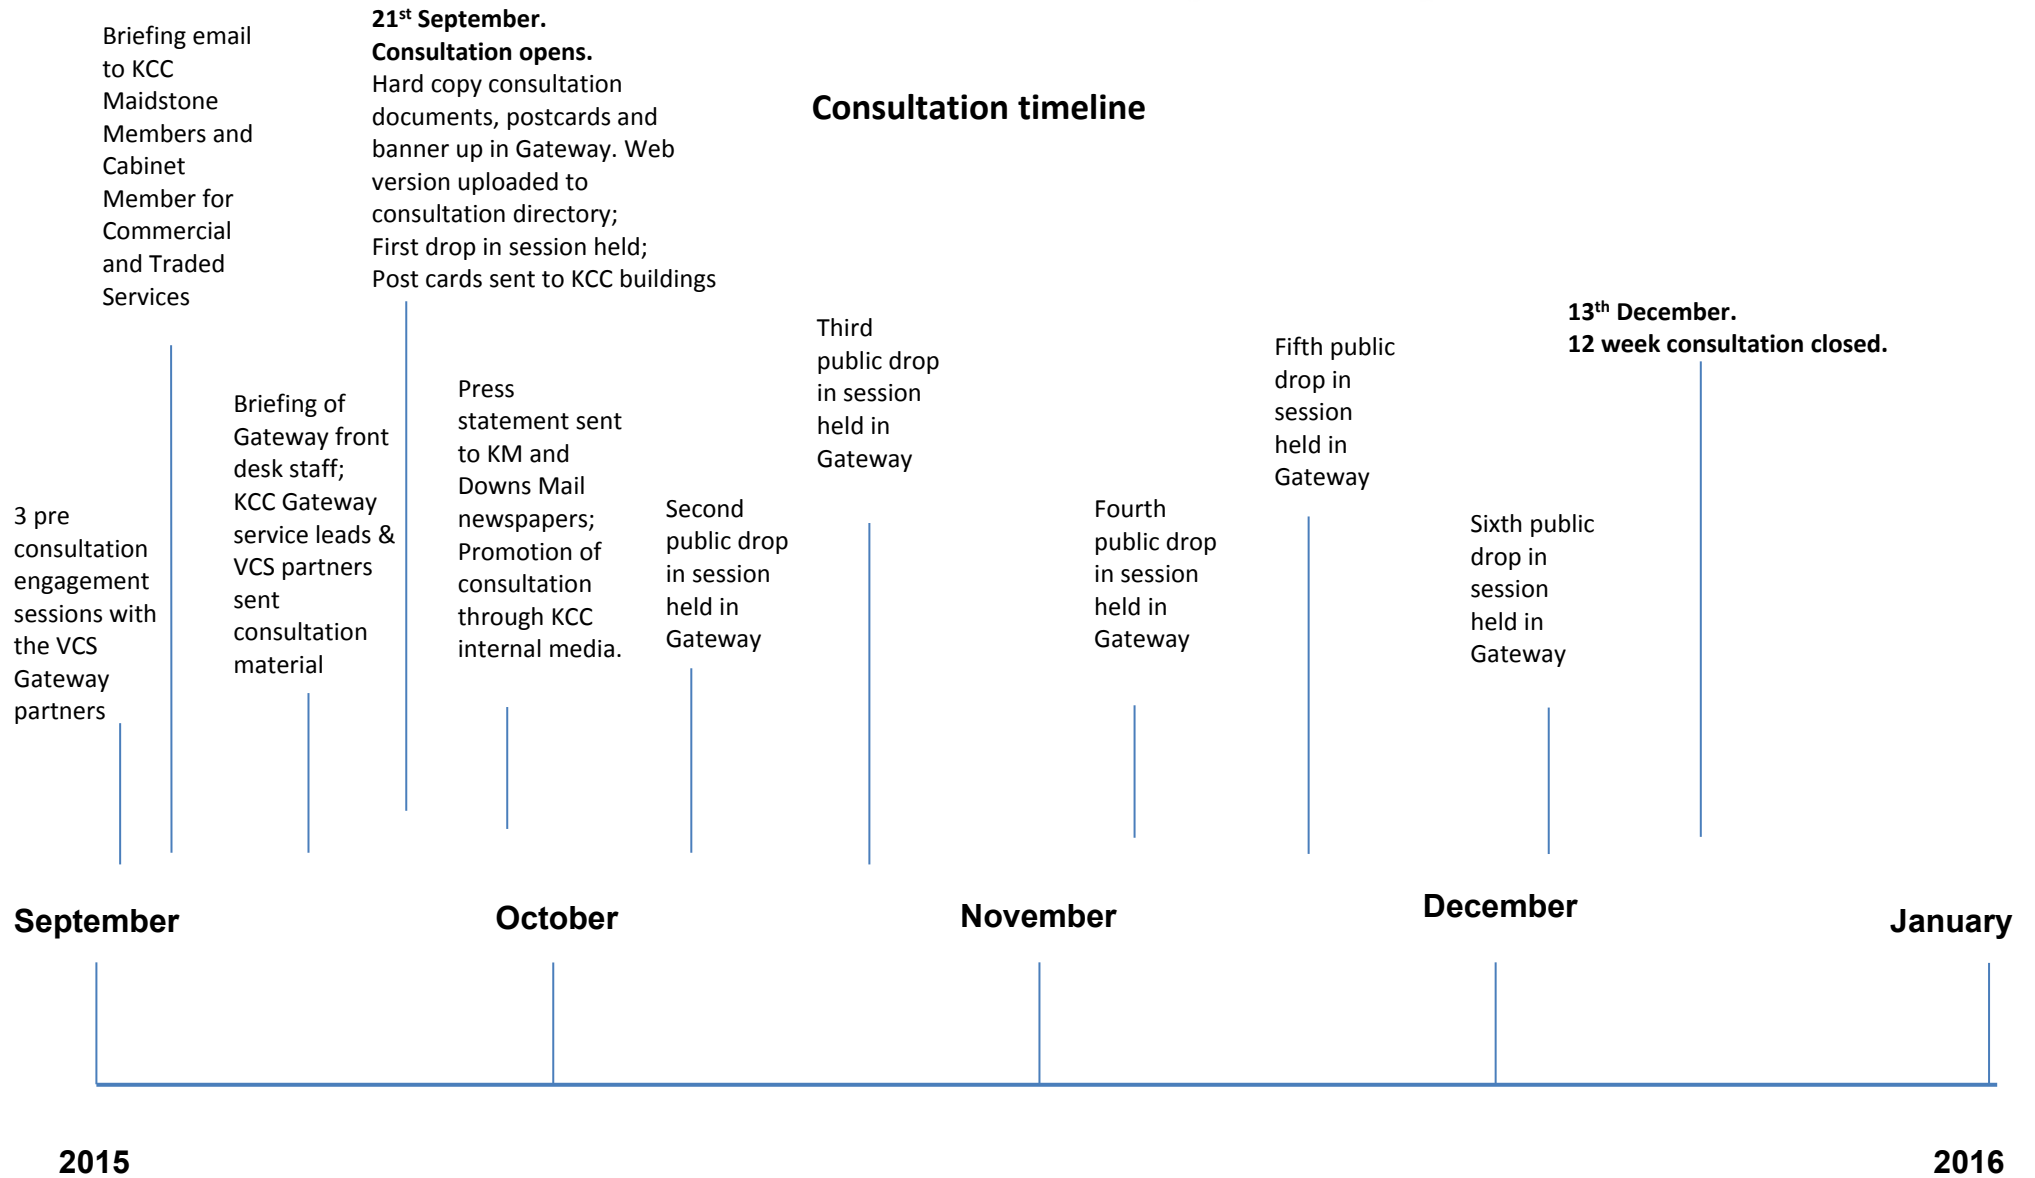 Consultation timeline
3 pre
consultation
engagement
sessions with
the VCS
Gateway
partners
Briefing email
to KCC
Maidstone
Members and
Cabinet
Member for
Commercial
and Traded
Services
Briefing of
Gateway front
desk staff;
KCC Gateway
service leads &
VCS partners
sent
consultation
material
21st September.
Consultation opens.
Hard copy consultation
documents, postcards and
banner up in Gateway. Web
version uploaded to
consultation directory;
First drop in session held;
Post cards sent to KCC buildings
Press
statement sent
to KM and
Downs Mail
newspapers;
Promotion of
consultation
through KCC
internal media.
Second
public drop
in session
held in
Gateway
Third
public drop
in session
held in
Gateway
Fourth
public drop
in session
held in
Gateway
Fifth public
drop in
session
held in
Gateway
Sixth public
drop in
session
held in
Gateway
13th December.
12 week consultation closed.
September
October
November
December
January
2015
2016